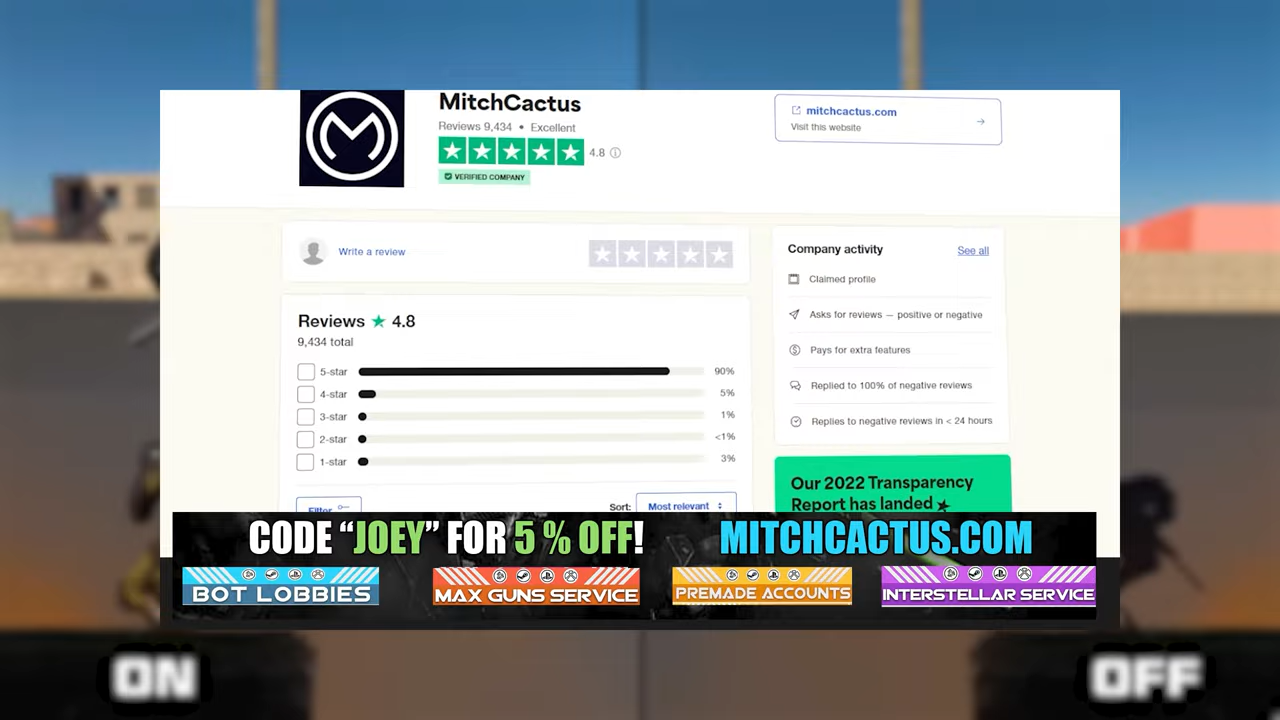 MitchCactus
Reviews 9,434 • Excellent
4.8
VERIFIED COMPANY
mitchcactus.com
Visit this website
Write a review
Company activity
See all
Claimed profile
Asks for reviews — positive or negative
Pays for extra features
Replied to 100% of negative reviews
Replies to negative reviews in < 24 hours
Reviews ★ 4.8
9,434 total
5-star 90%
4-star 5%
3-star 1%
2-star <1%
1-star 3%
Filter
Sort: Most relevant
Our 2022 Transparency
Report has landed
CODE “JOEY” FOR 5 % OFF!
MITCHCACTUS.COM
BOT LOBBIES
MAX GUNS SERVICE
PREMADE ACCOUNTS
INTERSTELLAR SERVICE
ON
OFF